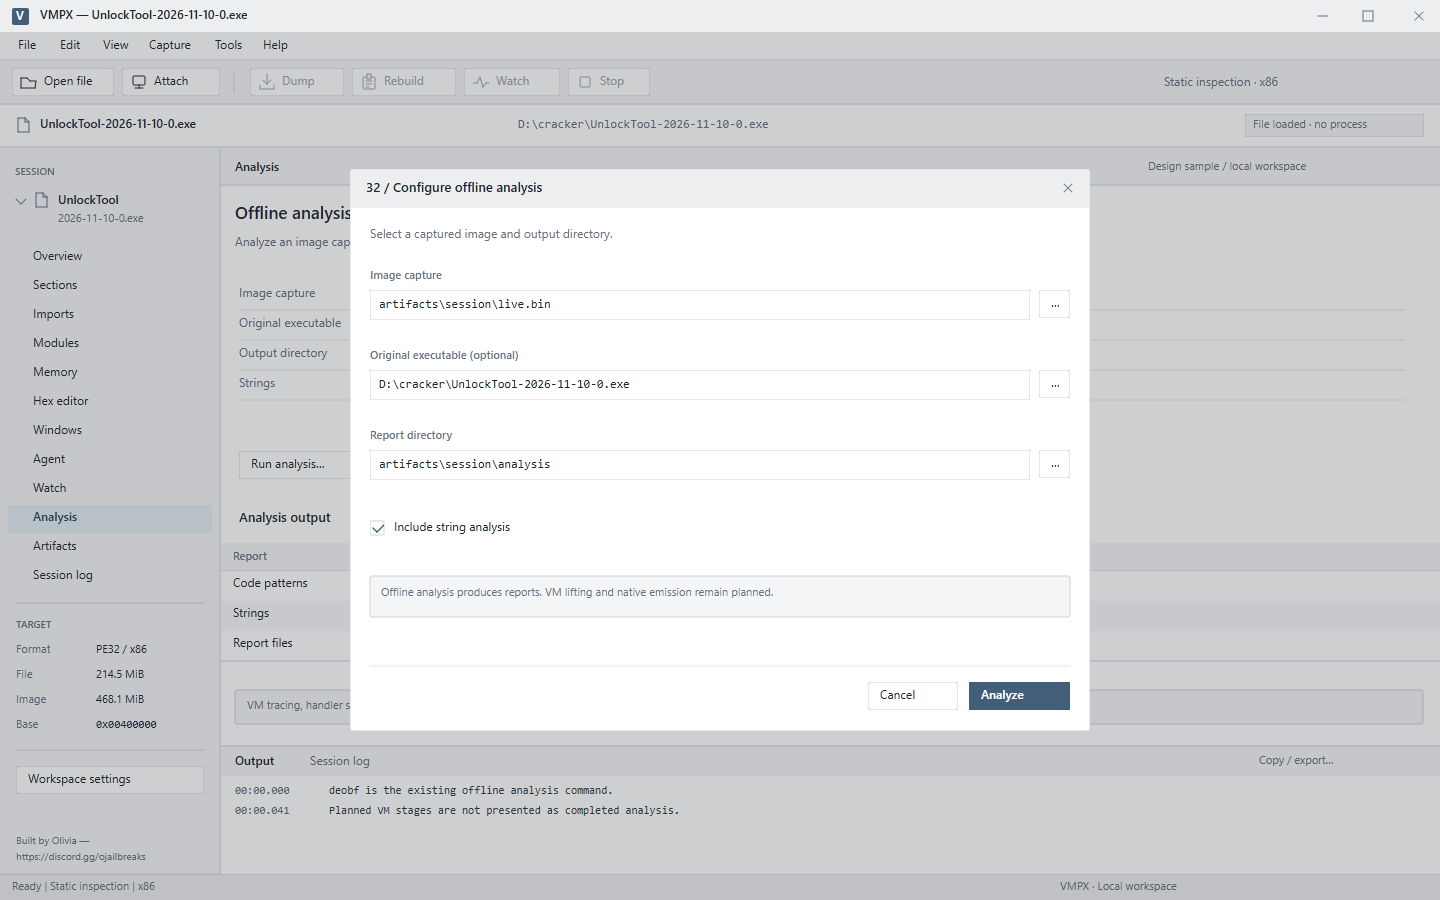 V VMPX — UnlockTool-2026-11-10-0.exe
File Edit View Capture Tools Help
Open file Attach Dump Rebuild Watch Stop Static inspection · x86
UnlockTool-2026-11-10-0.exe D:\cracker\UnlockTool-2026-11-10-0.exe File loaded · no process
SESSION
UnlockTool
2026-11-10-0.exe
Overview
Sections
Imports
Modules
Memory
Hex editor
Windows
Agent
Watch
Analysis
Artifacts
Session log
TARGET
Format PE32 / x86
File 214.5 MiB
Image 468.1 MiB
Base 0x00400000
Workspace settings
Built by Olivia —
https://discord.gg/ojailbreaks
Analysis Design sample / local workspace
Offline analysis
Analyze an image cap
Image capture
Original executable
Output directory
Strings
Run analysis...
Analysis output
Report
Code patterns
Strings
Report files
VM tracing, handler s
32 / Configure offline analysis
Select a captured image and output directory.
Image capture
artifacts\session\live.bin ...
Original executable (optional)
D:\cracker\UnlockTool-2026-11-10-0.exe ...
Report directory
artifacts\session\analysis ...
Include string analysis
Offline analysis produces reports. VM lifting and native emission remain planned.
Cancel Analyze
Output Session log Copy / export...
00:00.000 deobf is the existing offline analysis command.
00:00.041 Planned VM stages are not presented as completed analysis.
Ready | Static inspection | x86 VMPX · Local workspace